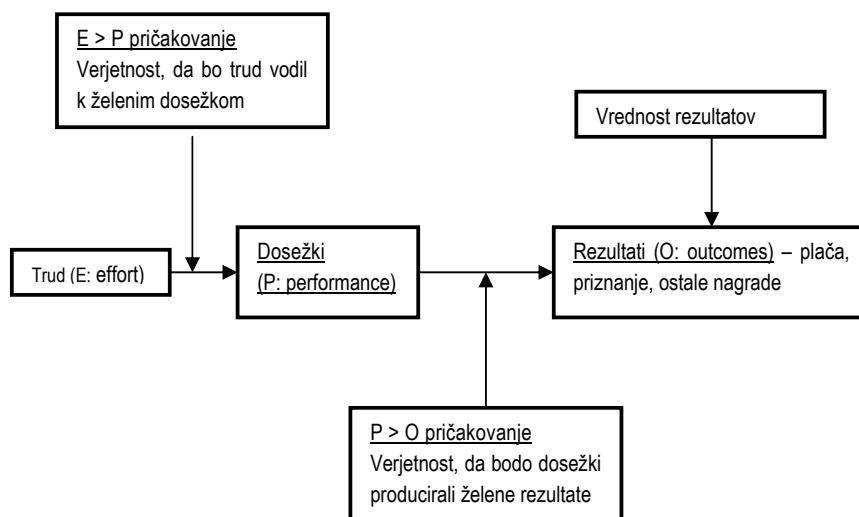 E > P pričakovanje
Verjetnost, da bo trud vodil
k želenim dosežkom
Vrednost rezultatov
Trud (E: effort)
Dosežki
(P: performance)
Rezultati (O: outcomes) – plača,
priznanje, ostale nagrade
P > O pričakovanje
Verjetnost, da bodo dosežki
producirali želene rezultate